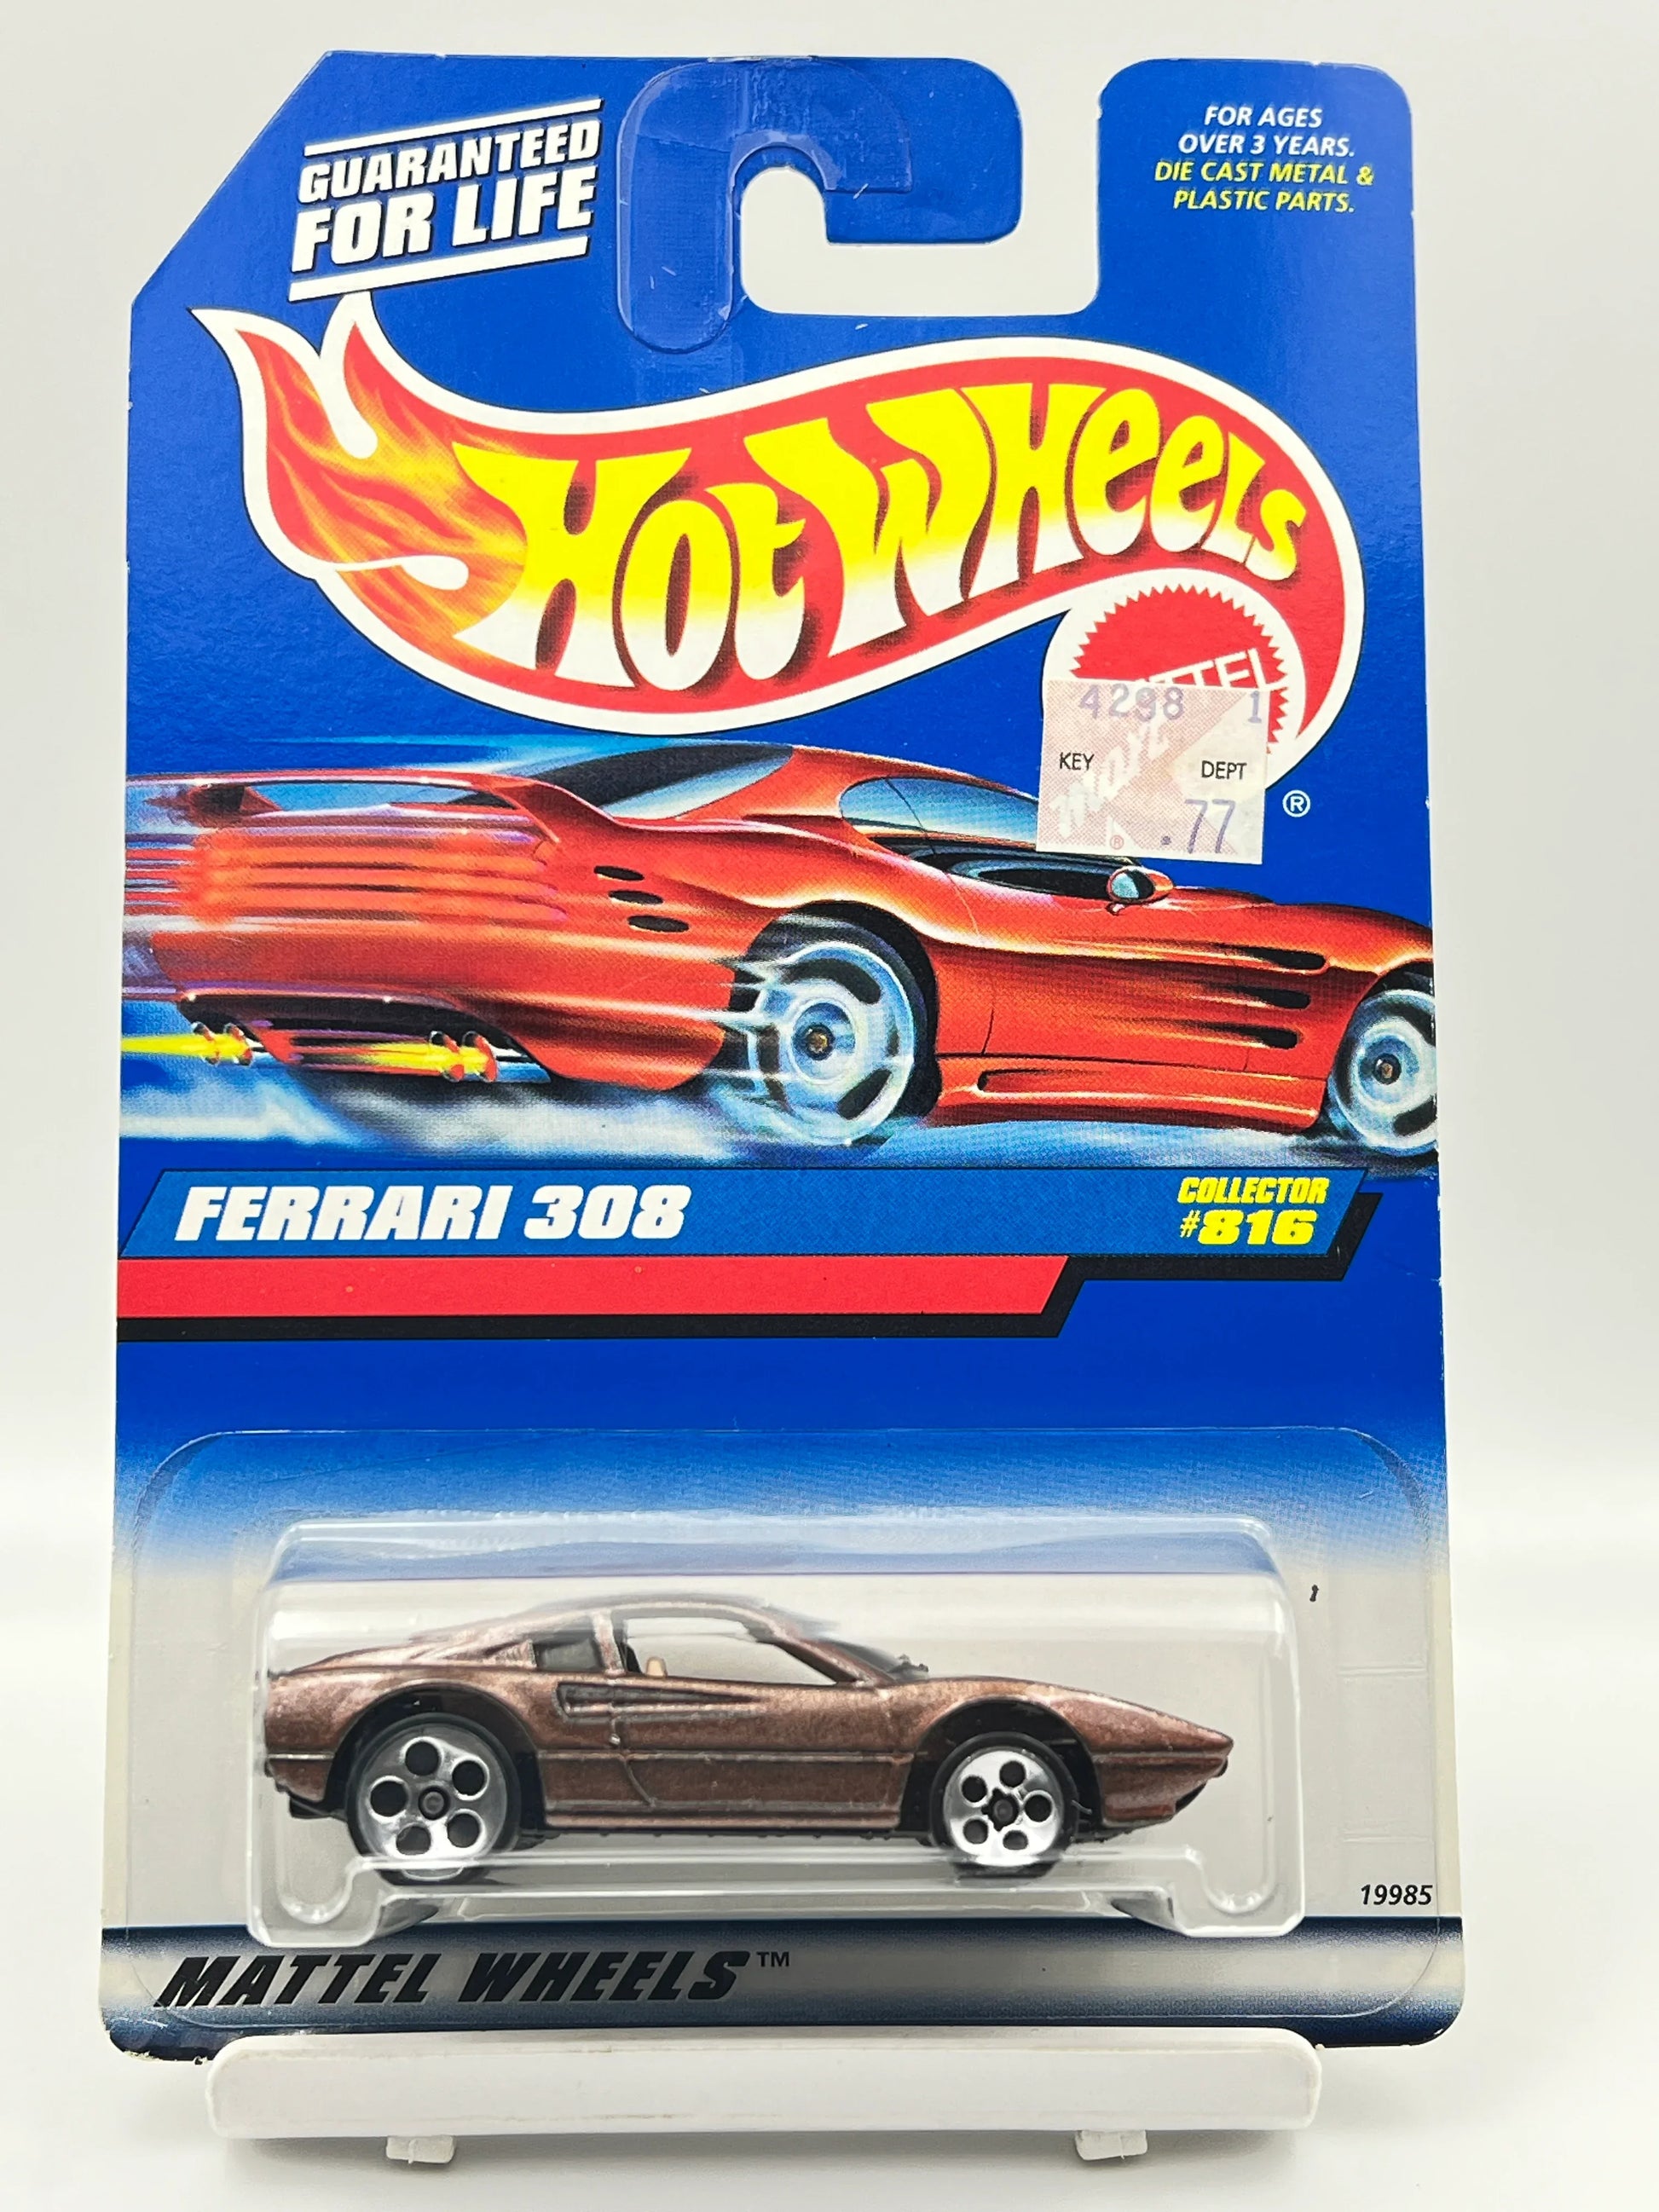 GUARANTEED
FOR LIFE
FOR AGES
OVER 3 YEARS.
DIE CAST METAL &
PLASTIC PARTS.
HOT WHEELS
®
4298 1
KEY DEPT
.77
FERRARI 308
COLLECTOR
#816
19985
MATTEL WHEELS™